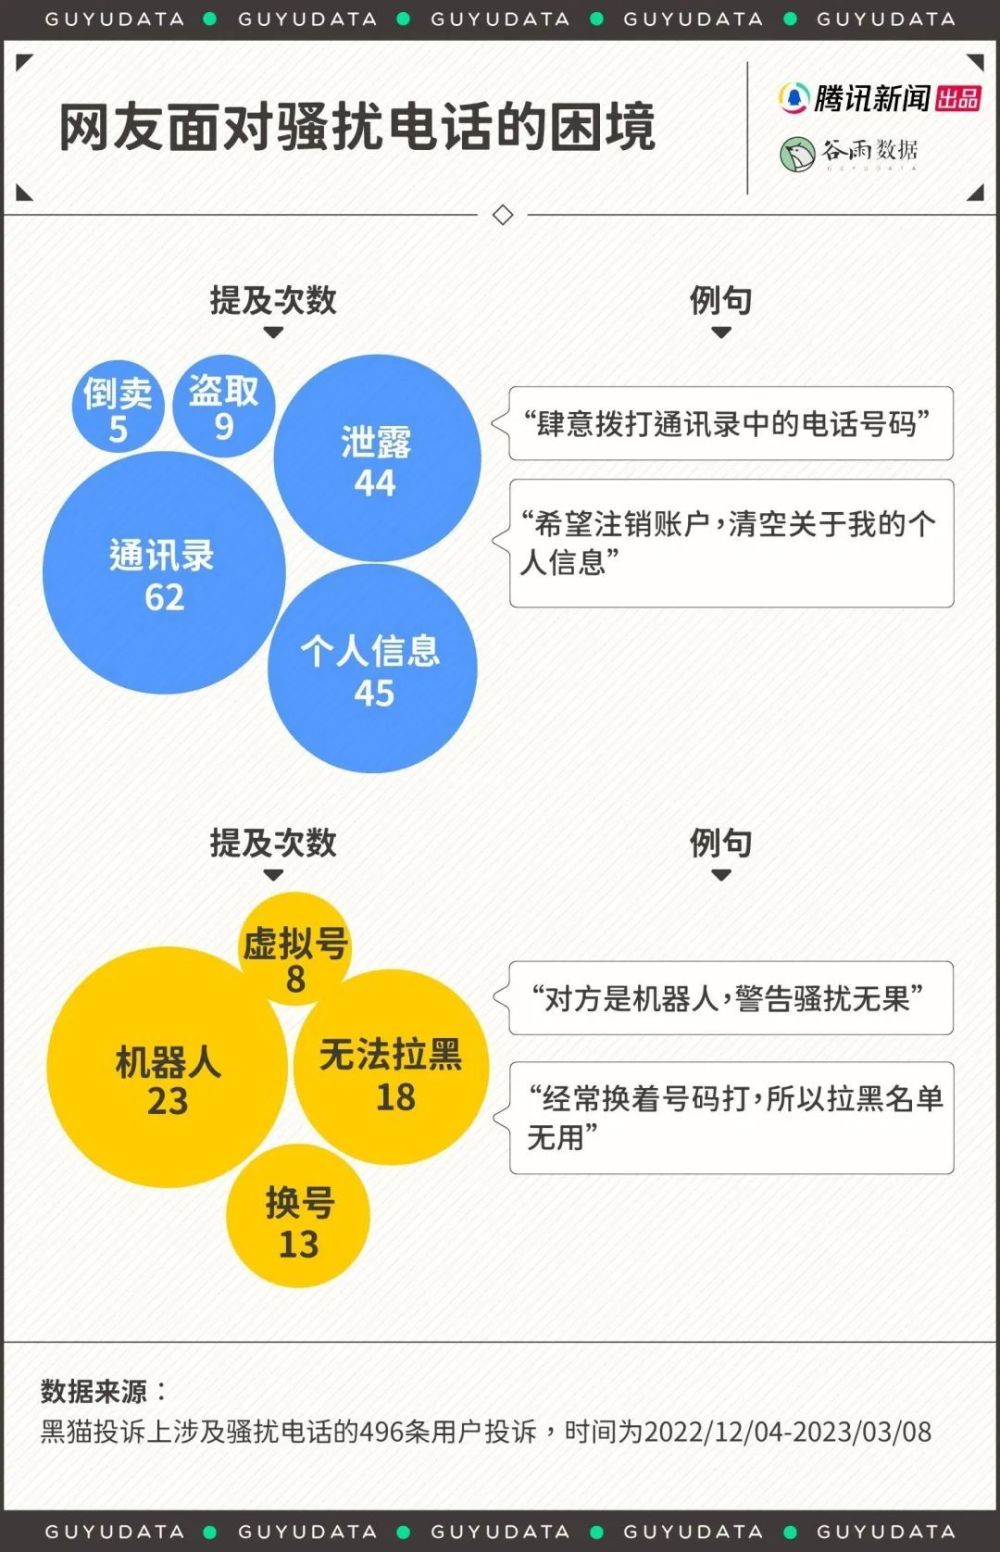 GUYUDATA GUYUDATA GUYUDATA GUYUDATA GUYUDATA
网友面对骚扰电话的困境
腾讯新闻 出品
谷雨数据
GUYUDATA
提及次数
例句
倒卖
5
盗取
9
泄露
44
通讯录
62
个人信息
45
“肆意拨打通讯录中的电话号码”
“希望注销账户，清空关于我的个
人信息”
提及次数
例句
虚拟号
8
机器人
23
无法拉黑
18
换号
13
“对方是机器人，警告骚扰无果”
“经常换着号码打，所以拉黑名单
无用”
数据来源：
黑猫投诉上涉及骚扰电话的496条用户投诉，时间为2022/12/04-2023/03/08
GUYUDATA GUYUDATA GUYUDATA GUYUDATA GUYUDATA